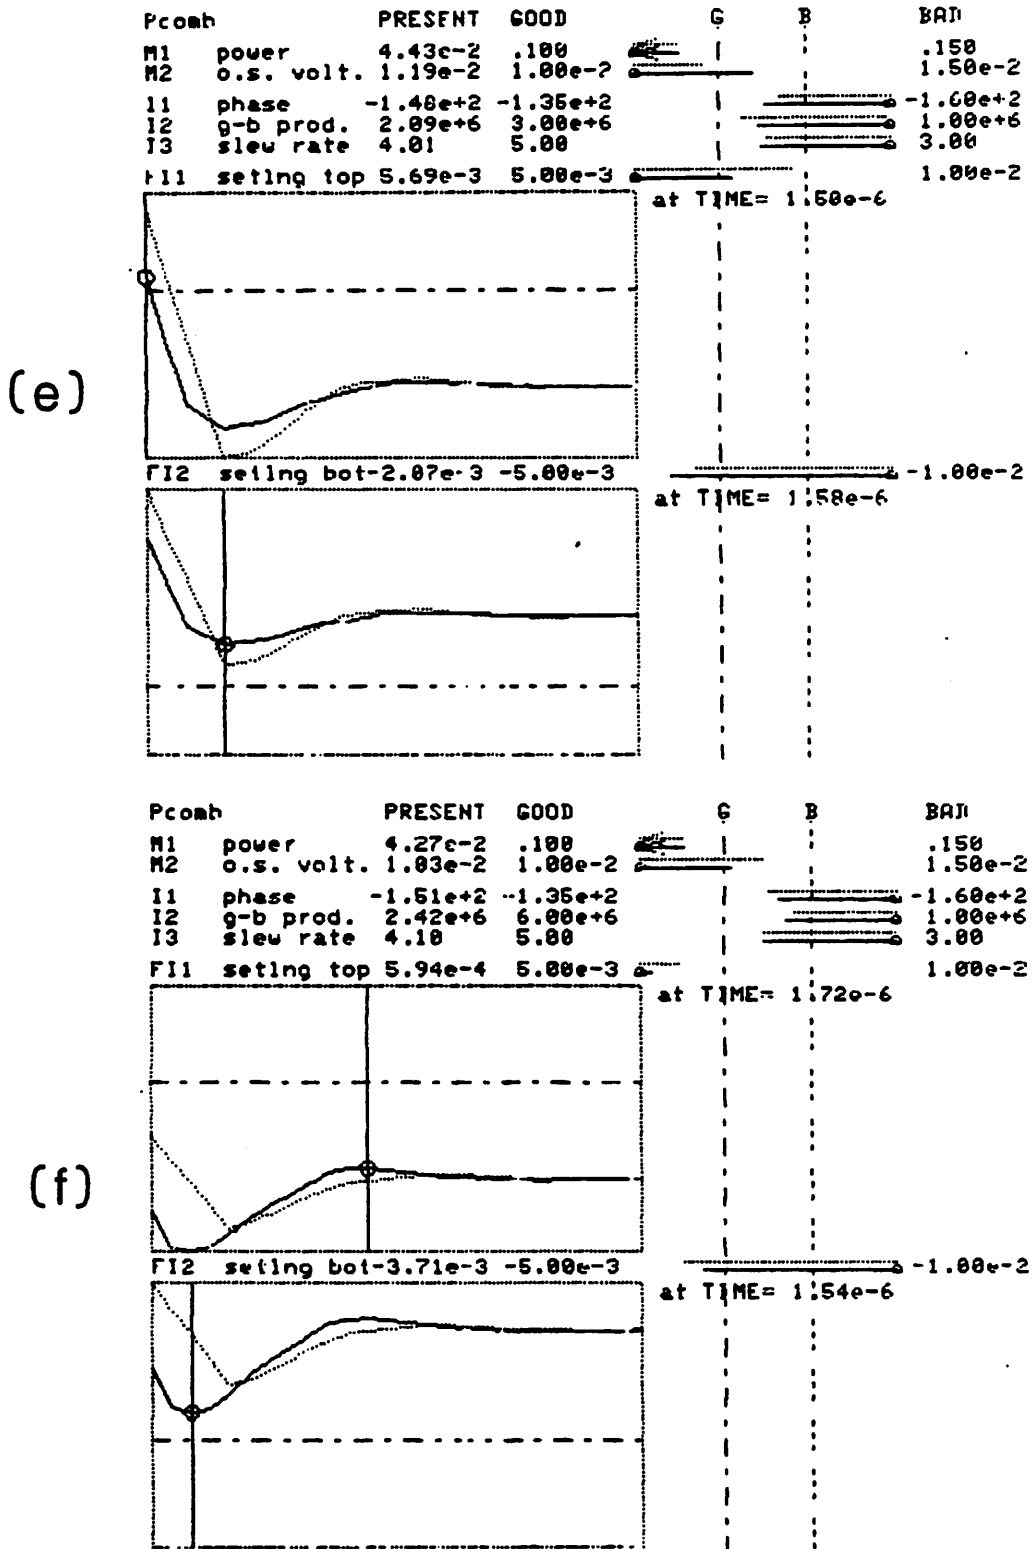 Pcomb PRESENT GOOD G B BAD
M1 power 4.43e-2 .100 .150
M2 o.s. volt. 1.19e-2 1.00e-2 1.50e-2
I1 phase -1.48e+2 -1.35e+2 -1.60e+2
I2 g-b prod. 2.09e+6 3.00e+6 1.00e+6
I3 slew rate 4.01 5.00 3.00
FI1 setlng top 5.69e-3 5.00e-3 1.00e-2
at TIME= 1.50e-6
(e)
FI2 setlng bot-2.07e-3 -5.00e-3 -1.00e-2
at TIME= 1.58e-6
Pcomb PRESENT GOOD G B BAD
M1 power 4.27e-2 .100 .150
M2 o.s. volt. 1.03e-2 1.00e-2 1.50e-2
I1 phase -1.51e+2 -1.35e+2 -1.60e+2
I2 g-b prod. 2.42e+6 6.00e+6 1.00e+6
I3 slew rate 4.10 5.00 3.00
FI1 setlng top 5.94e-4 5.00e-3 1.00e-2
at TIME= 1.72e-6
(f)
FI2 setlng bot-3.71e-3 -5.00e-3 -1.00e-2
at TIME= 1.54e-6